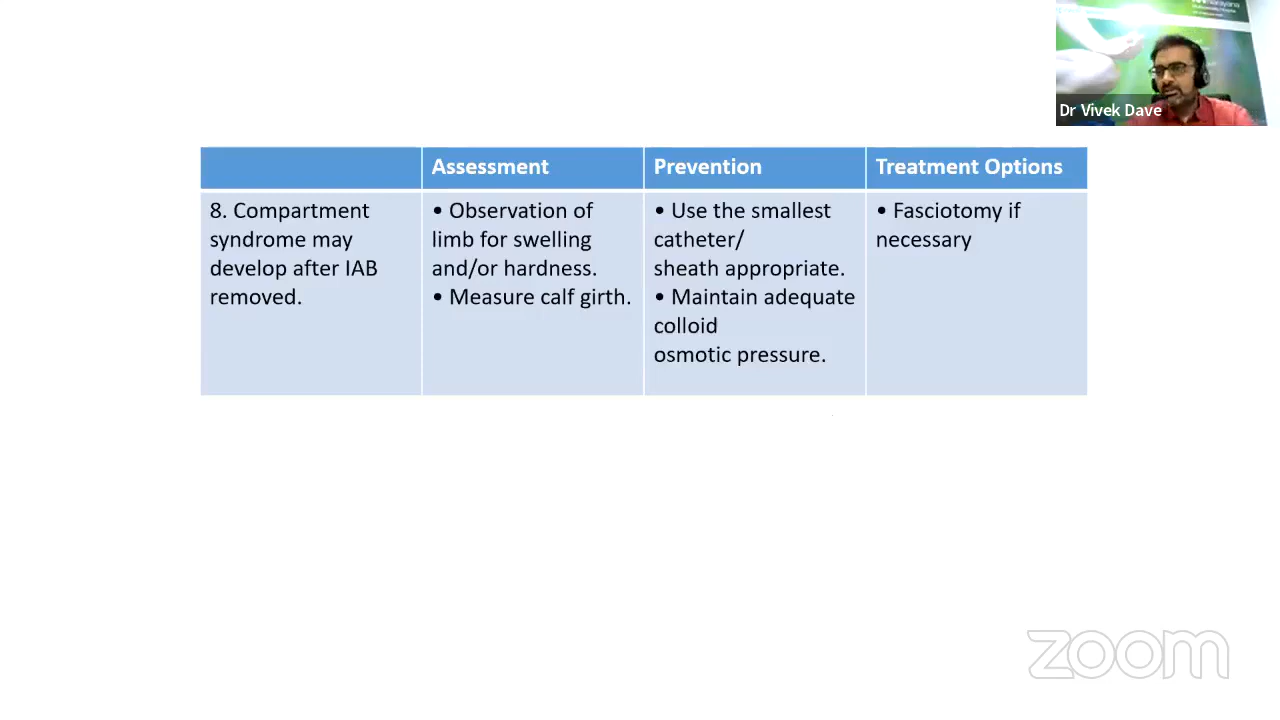 narayana
Dr Vivek Dave
Assessment
Prevention
Treatment Options
8. Compartment
syndrome may
develop after IAB
removed.
• Observation of
limb for swelling
and/or hardness.
• Measure calf girth.
• Use the smallest
catheter/
sheath appropriate.
• Maintain adequate
colloid
osmotic pressure.
• Fasciotomy if
necessary
zoom